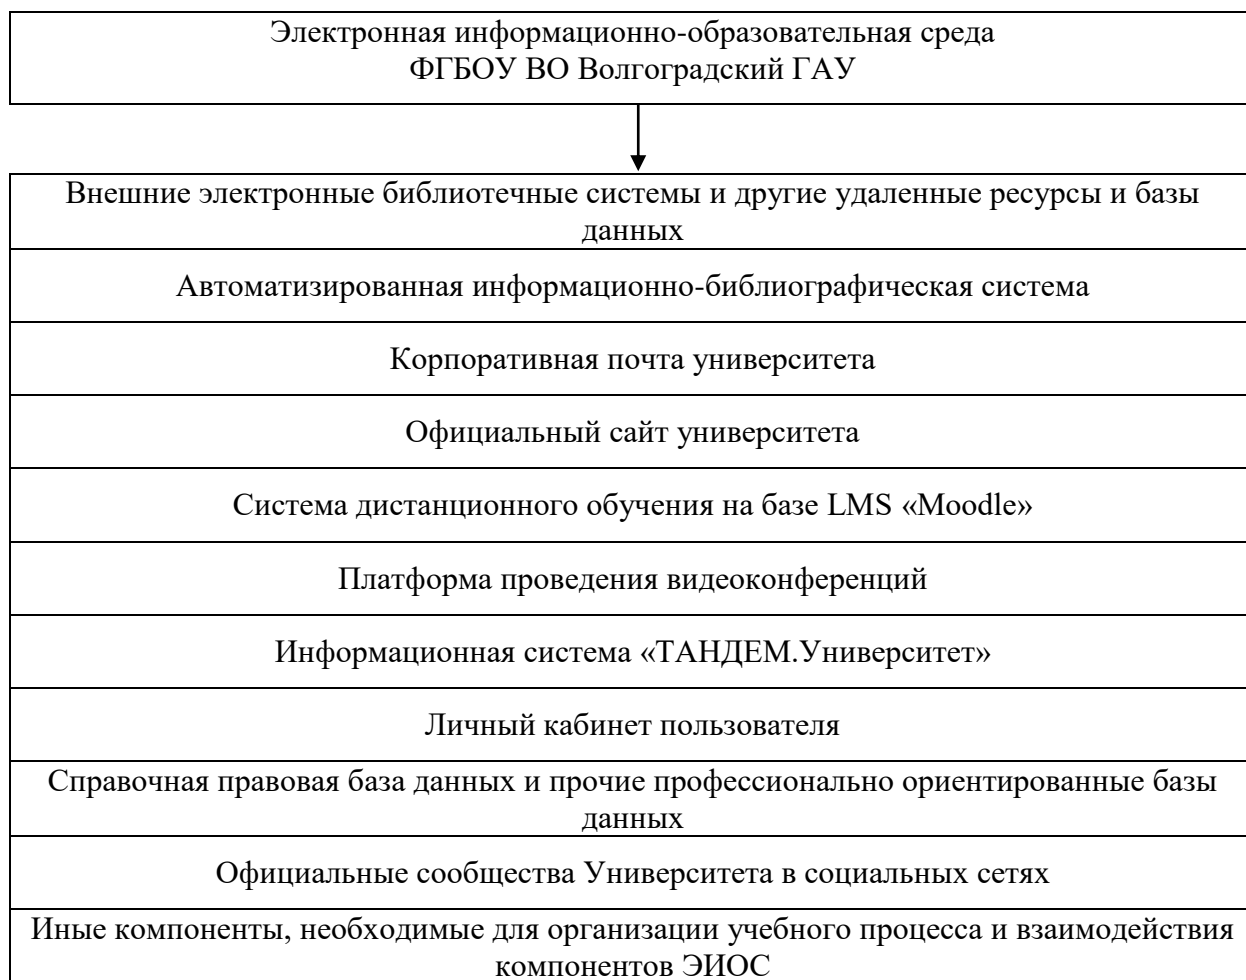 Электронная информационно-образовательная среда
ФГБОУ ВО Волгоградский ГАУ
Внешние электронные библиотечные системы и другие удаленные ресурсы и базы
данных
Автоматизированная информационно-библиографическая система
Корпоративная почта университета
Официальный сайт университета
Система дистанционного обучения на базе LMS «Moodle»
Платформа проведения видеоконференций
Информационная система «ТАНДЕМ.Университет»
Личный кабинет пользователя
Справочная правовая база данных и прочие профессионально ориентированные базы
данных
Официальные сообщества Университета в социальных сетях
Иные компоненты, необходимые для организации учебного процесса и взаимодействия
компонентов ЭИОС